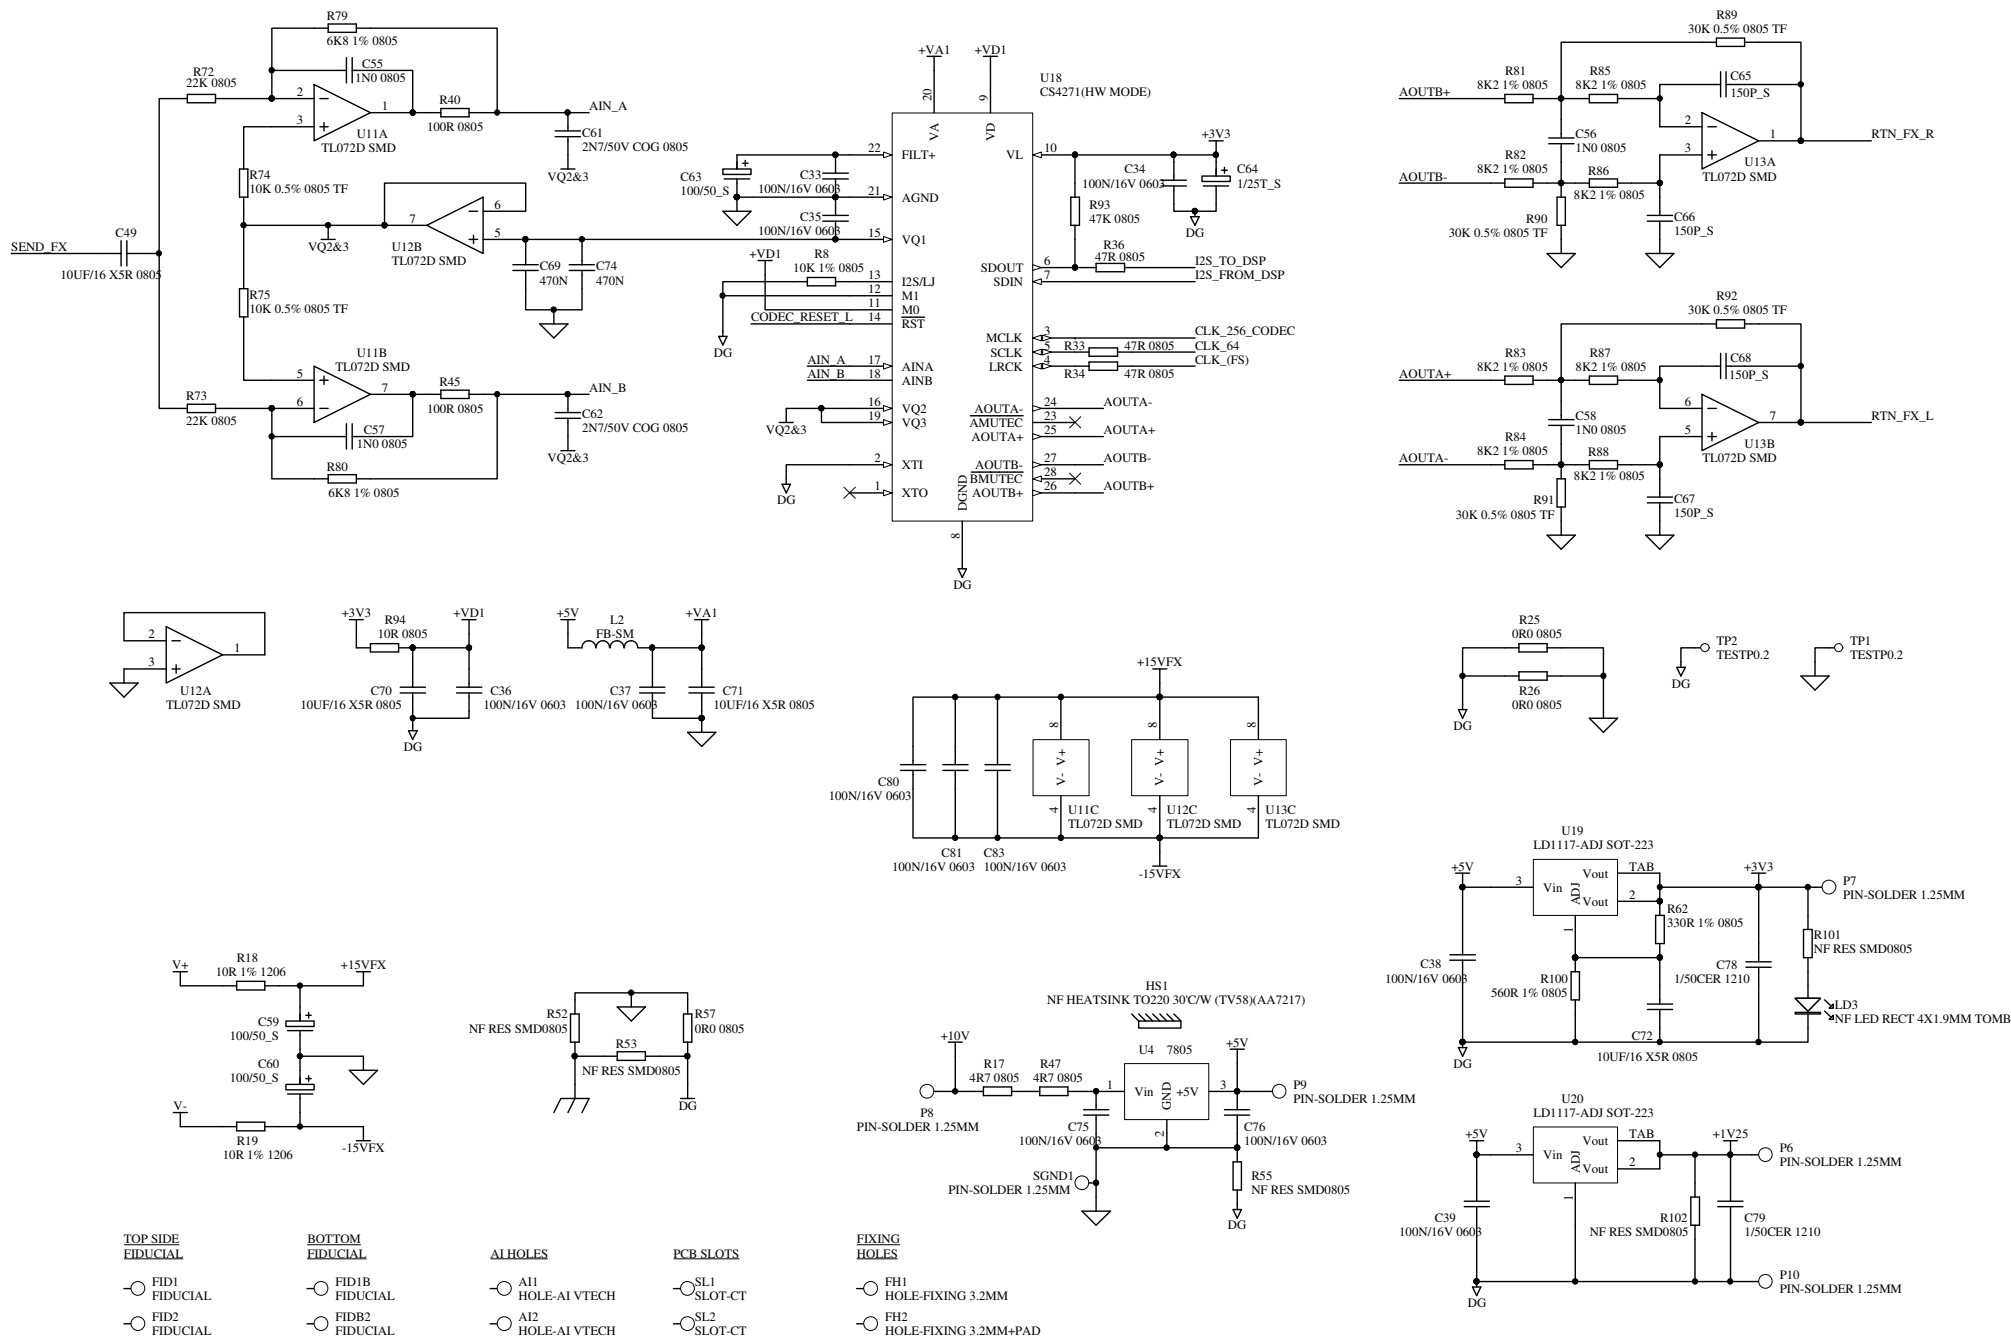 R79
6K8 1% 0805
C55
1N0 0805
R72
22K 0805
2
3
1
U11A
TL072D SMD
R40
100R 0805
AIN_A
C61
2N7/50V COG 0805
VQ2&3
R74
10K 0.5% 0805 TF
VQ2&3
7
6
5
U12B
TL072D SMD
C49
SEND_FX
10UF/16 X5R 0805
C69
470N
C74
470N
R75
10K 0.5% 0805 TF
U11B
TL072D SMD
5
6
7
R73
22K 0805
R45
100R 0805
AIN_B
C62
2N7/50V COG 0805
VQ2&3
C57
1N0 0805
R80
6K8 1% 0805
+VA1
+VD1
20
9
U18
CS4271(HW MODE)
VA
VD
22
FILT+
C63
100/50_S
C33
100N/16V 0603
21
AGND
C35
100N/16V 0603
15
VQ1
+VD1
R8
10K 1% 0805
13
I2S/LJ
12
M1
11
M0
CODEC_RESET_L
14
RST
DG
AIN_A
17
AINA
AIN_B
18
AINB
16
VQ2
19
VQ3
VQ2&3
2
XTI
DG
1
XTO
DGND
8
DG
VL
10
+3V3
C34
100N/16V 0603
C64
1/25T_S
DG
R93
47K 0805
R36
47R 0805
SDOUT
6
I2S_TO_DSP
SDIN
7
I2S_FROM_DSP
MCLK
3
CLK_256_CODEC
SCLK
5
R33
47R 0805
CLK_64
LRCK
4
R34
47R 0805
CLK_(FS)
AOUTA-
24
AOUTA-
AMUTEC
23
AOUTA+
25
AOUTA+
AOUTB-
27
AOUTB-
BMUTEC
28
AOUTB+
26
AOUTB+
R89
30K 0.5% 0805 TF
R81
8K2 1% 0805
R85
8K2 1% 0805
C65
150P_S
AOUTB+
C56
1N0 0805
2
3
1
U13A
TL072D SMD
RTN_FX_R
R82
8K2 1% 0805
AOUTB-
R86
8K2 1% 0805
R90
30K 0.5% 0805 TF
C66
150P_S
R92
30K 0.5% 0805 TF
R83
8K2 1% 0805
R87
8K2 1% 0805
C68
150P_S
AOUTA+
C58
1N0 0805
6
5
7
U13B
TL072D SMD
RTN_FX_L
R84
8K2 1% 0805
AOUTA-
R88
8K2 1% 0805
R91
30K 0.5% 0805 TF
C67
150P_S
2
3
1
U12A
TL072D SMD
+3V3
R94
10R 0805
+VD1
C70
10UF/16 X5R 0805
C36
100N/16V 0603
DG
+5V
L2
FB-SM
+VA1
C37
100N/16V 0603
C71
10UF/16 X5R 0805
+15VFX
8
8
8
V- V+
V- V+
V- V+
C80
100N/16V 0603
4
4
4
U11C
TL072D SMD
U12C
TL072D SMD
U13C
TL072D SMD
C81
100N/16V 0603
C83
100N/16V 0603
-15VFX
R25
0R0 0805
R26
0R0 0805
DG
TP2
TESTP0.2
DG
TP1
TESTP0.2
U19
LD1117-ADJ SOT-223
+5V
3
Vin
ADJ
Vout
Vout
TAB
2
1
+3V3
P7
PIN-SOLDER 1.25MM
R62
330R 1% 0805
R101
NF RES SMD0805
C38
100N/16V 0603
R100
560R 1% 0805
C78
1/50CER 1210
LD3
NF LED RECT 4X1.9MM TOMB
C72
10UF/16 X5R 0805
DG
V+
R18
10R 1% 1206
+15VFX
C59
100/50_S
C60
100/50_S
V-
R19
10R 1% 1206
-15VFX
R52
NF RES SMD0805
R57
0R0 0805
R53
NF RES SMD0805
DG
HS1
NF HEATSINK TO220 30'C/W (TV58)(AA7217)
+10V
R17
4R7 0805
R47
4R7 0805
U4 7805
1
Vin
GND
+5V
3
2
+5V
P8
PIN-SOLDER 1.25MM
P9
PIN-SOLDER 1.25MM
C75
100N/16V 0603
C76
100N/16V 0603
SGND1
PIN-SOLDER 1.25MM
R55
NF RES SMD0805
DG
U20
LD1117-ADJ SOT-223
+5V
3
Vin
ADJ
Vout
Vout
TAB
2
1
+1V25
P6
PIN-SOLDER 1.25MM
C39
100N/16V 0603
R102
NF RES SMD0805
C79
1/50CER 1210
DG
P10
PIN-SOLDER 1.25MM
TOP SIDE
FIDUCIAL
BOTTOM
FIDUCIAL
AI HOLES
PCB SLOTS
FIXING
HOLES
FID1
FIDUCIAL
FID1B
FIDUCIAL
AI1
HOLE-AI VTECH
SL1
SLOT-CT
FH1
HOLE-FIXING 3.2MM
FID2
FIDUCIAL
FIDB2
FIDUCIAL
AI2
HOLE-AI VTECH
SL2
SLOT-CT
FH2
HOLE-FIXING 3.2MM+PAD